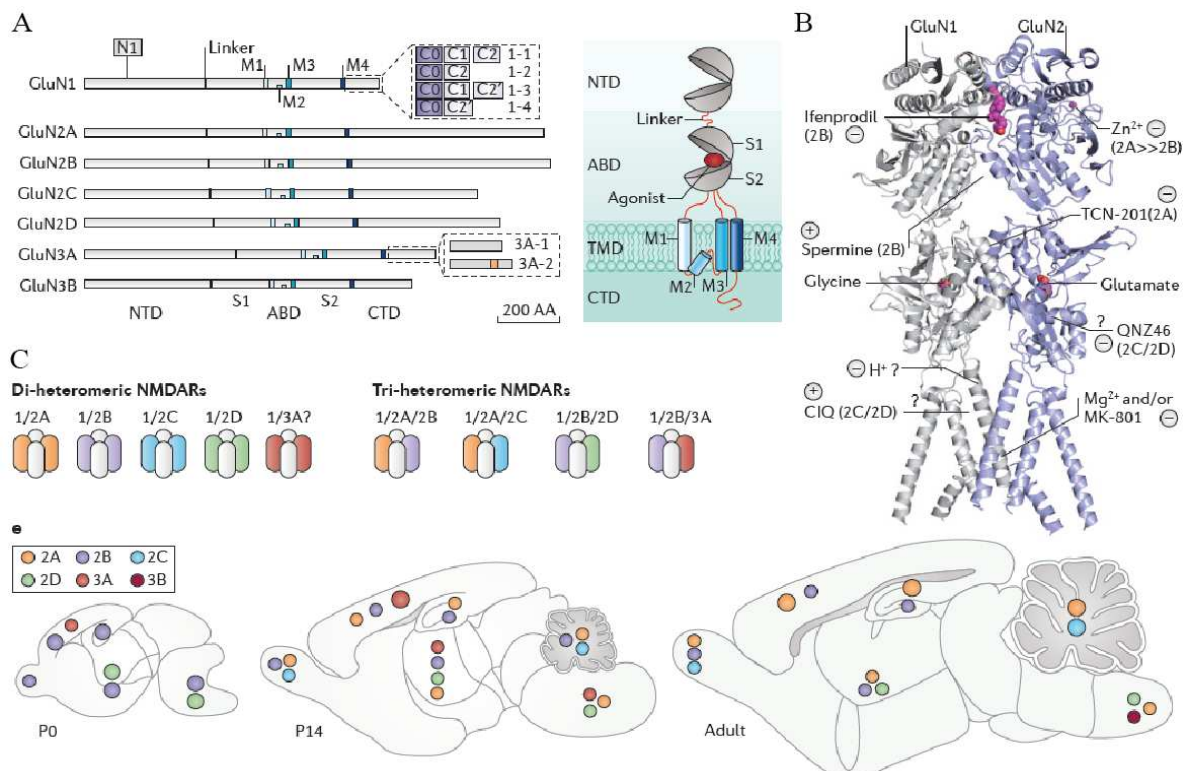 A
N1
Linker
M1
M3
M4
GluN1
M2
C0 C1 C2 1-1
C0 C2 1-2
C0 C1 C2' 1-3
C0 C2' 1-4
GluN2A
GluN2B
GluN2C
GluN2D
GluN3A
3A-1
3A-2
GluN3B
S1
S2
NTD
ABD
CTD
200 AA
NTD
Linker
ABD
S1
S2
Agonist
TMD
M1
M4
M2
M3
CTD
B
GluN1
GluN2
Ifenprodil
(2B) −
Zn2+ −
(2A>>2B)
−
TCN-201(2A)
+
Spermine (2B)
Glycine
Glutamate
?
QNZ46
− (2C/2D)
− H+ ?
+
?
CIQ (2C/2D)
Mg2+ and/or
MK-801 −
C
Di-heteromeric NMDARs
1/2A 1/2B 1/2C 1/2D 1/3A?
Tri-heteromeric NMDARs
1/2A/2B 1/2A/2C 1/2B/2D 1/2B/3A
e
2A 2B 2C
2D 3A 3B
P0
P14
Adult